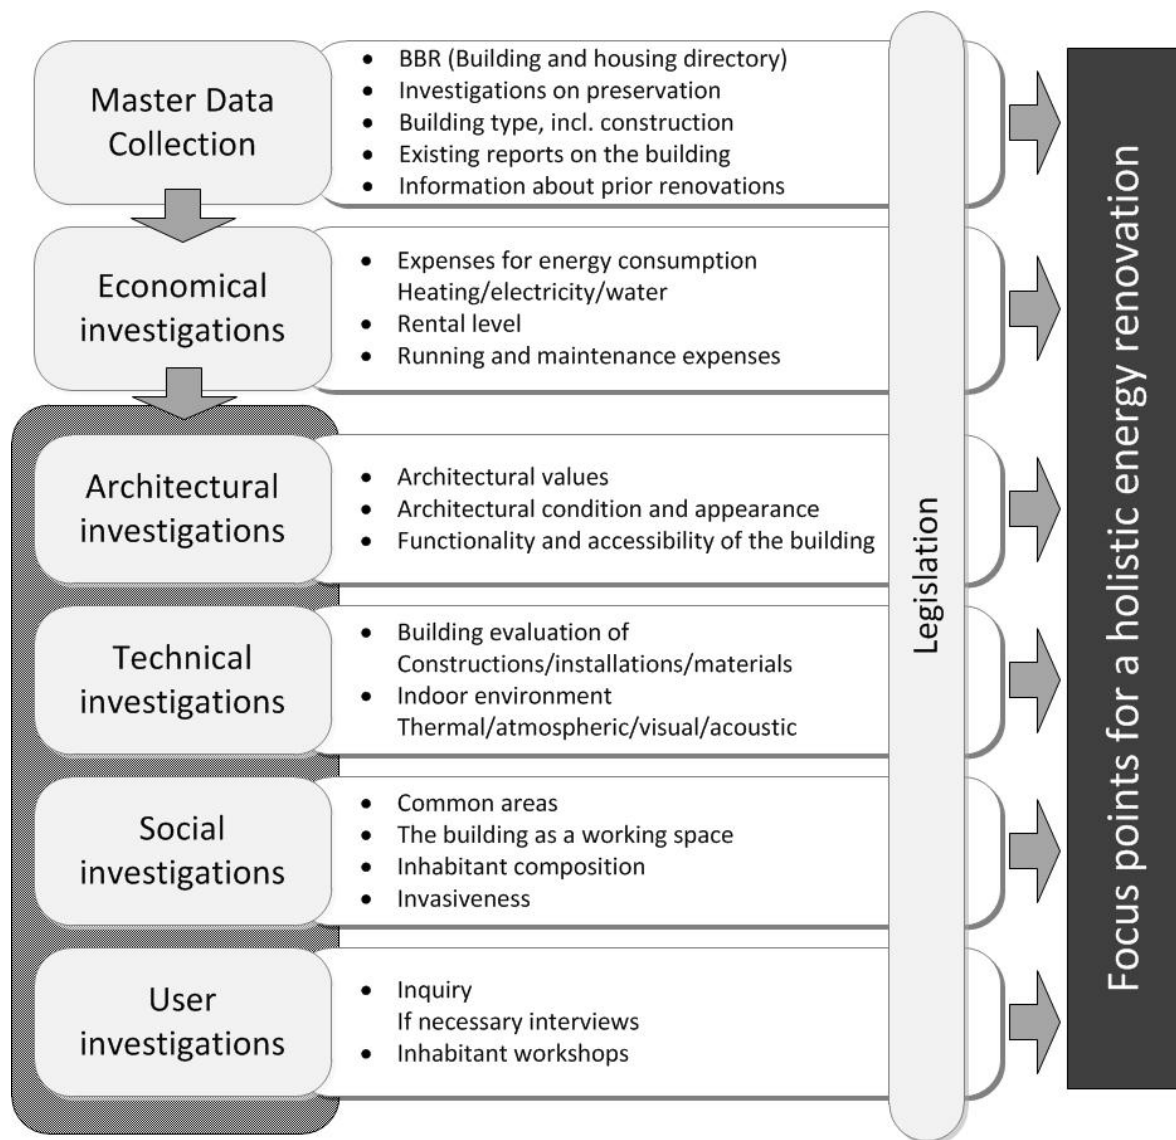 Master Data
Collection
• BBR (Building and housing directory)
• Investigations on preservation
• Building type, incl. construction
• Existing reports on the building
• Information about prior renovations
Economical
investigations
• Expenses for energy consumption
Heating/electricity/water
• Rental level
• Running and maintenance expenses
Architectural
investigations
• Architectural values
• Architectural condition and appearance
• Functionality and accessibility of the building
Technical
investigations
• Building evaluation of
Constructions/installations/materials
• Indoor environment
Thermal/atmospheric/visual/acoustic
Social
investigations
• Common areas
• The building as a working space
• Inhabitant composition
• Invasiveness
User
investigations
• Inquiry
If necessary interviews
• Inhabitant workshops
Legislation
Focus points for a holistic energy renovation